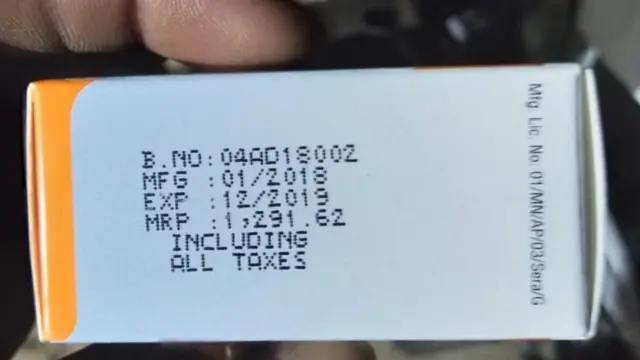 B.NO:04AD18002
MFG :01/2018
EXP :12/2019
MRP :1,291.62
INCLUDING
ALL TAXES
Mfg. Lic. No: 01/MN/AP/03/Sera/G